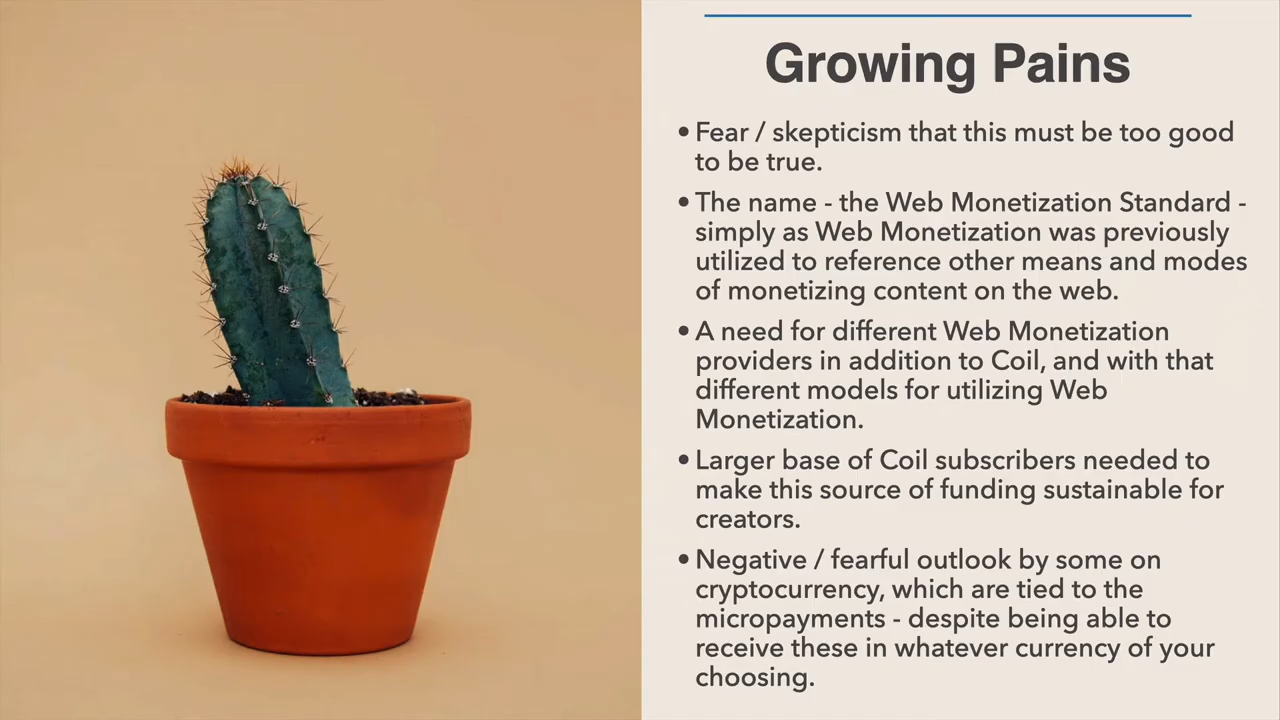 Growing Pains
• Fear / skepticism that this must be too good
to be true.
• The name - the Web Monetization Standard -
simply as Web Monetization was previously
utilized to reference other means and modes
of monetizing content on the web.
• A need for different Web Monetization
providers in addition to Coil, and with that
different models for utilizing Web
Monetization.
• Larger base of Coil subscribers needed to
make this source of funding sustainable for
creators.
• Negative / fearful outlook by some on
cryptocurrency, which are tied to the
micropayments - despite being able to
receive these in whatever currency of your
choosing.